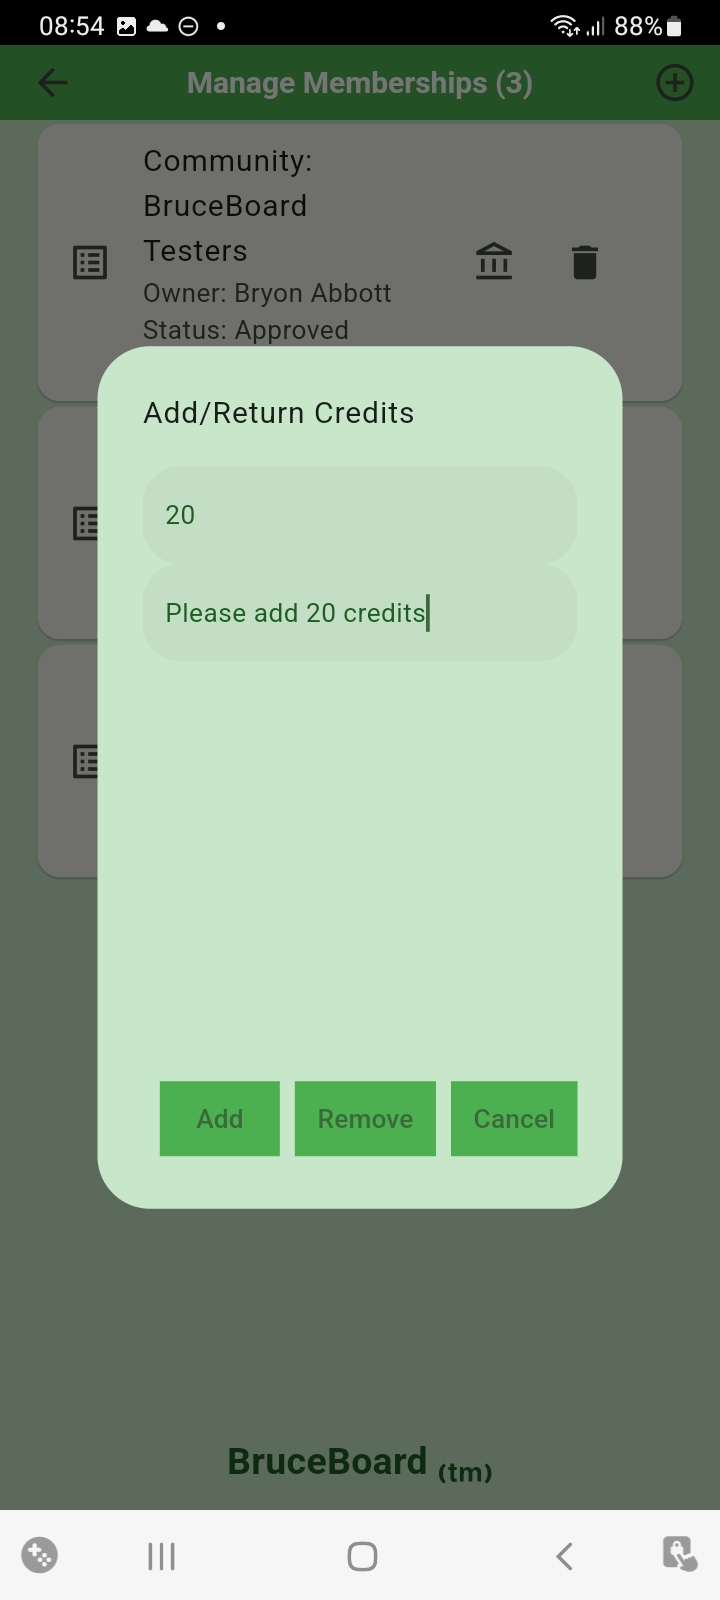 08:54
88%
Manage Memberships (3)
Community:
BruceBoard
Testers
Owner: Bryon Abbott
Status: Approved
Add/Return Credits
20
Please add 20 credits
Add Remove Cancel
BruceBoard (tm)